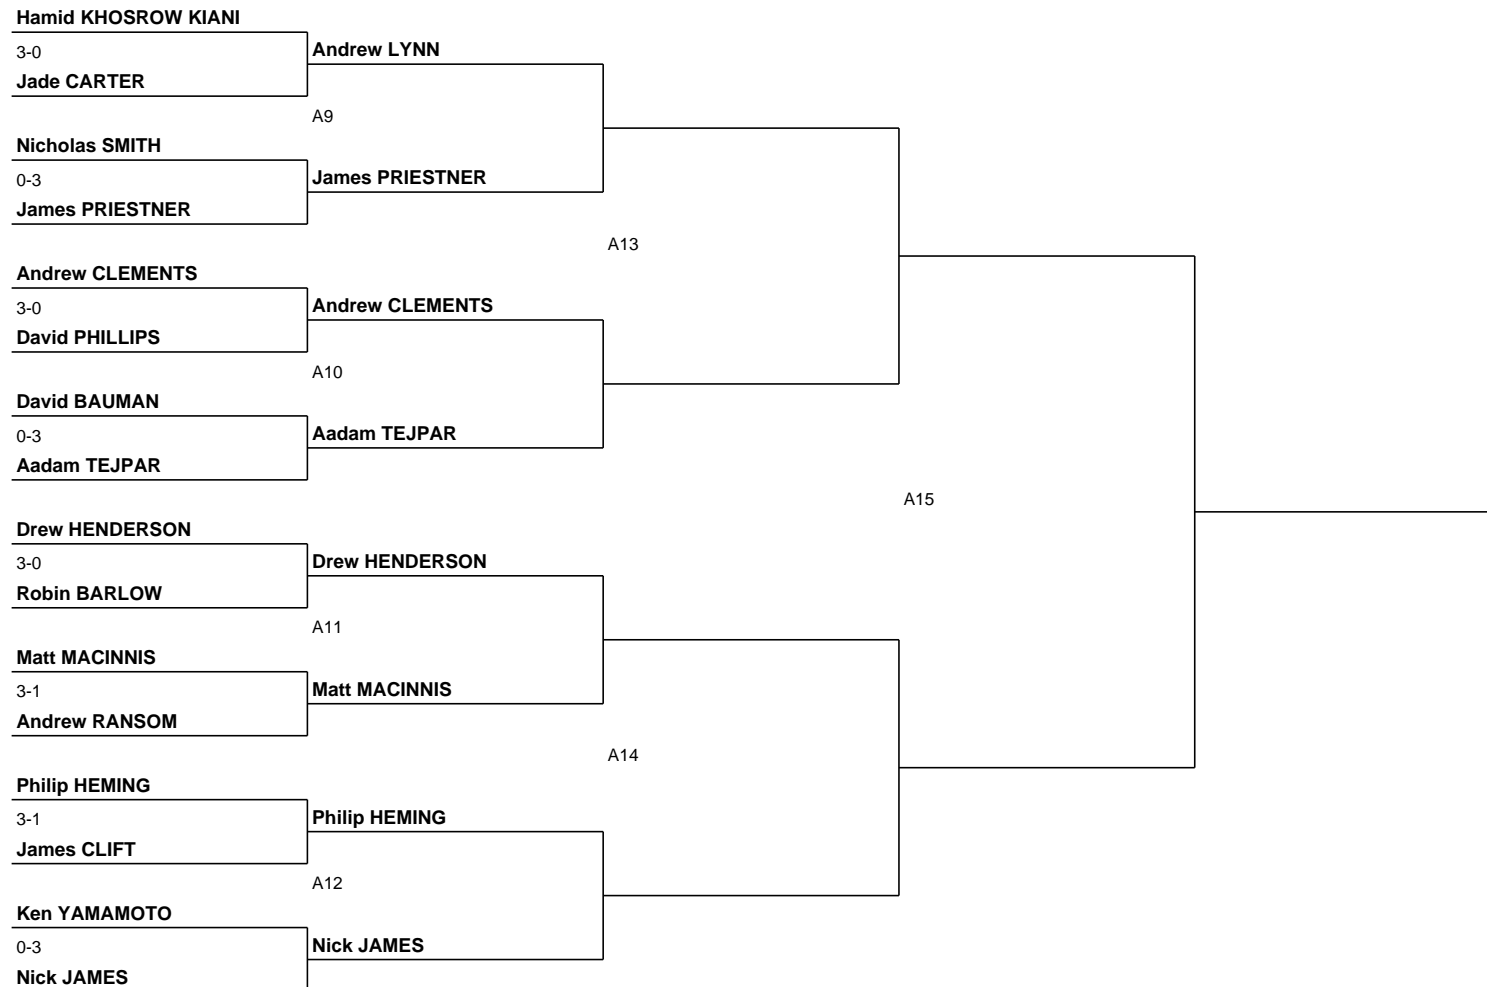 Hamid KHOSROW KIANI
3-0
Andrew LYNN
Jade CARTER
A9
Nicholas SMITH
0-3
James PRIESTNER
James PRIESTNER
A13
Andrew CLEMENTS
3-0
Andrew CLEMENTS
David PHILLIPS
A10
David BAUMAN
0-3
Aadam TEJPAR
Aadam TEJPAR
A15
Drew HENDERSON
3-0
Drew HENDERSON
Robin BARLOW
A11
Matt MACINNIS
3-1
Matt MACINNIS
Andrew RANSOM
A14
Philip HEMING
3-1
Philip HEMING
James CLIFT
A12
Ken YAMAMOTO
0-3
Nick JAMES
Nick JAMES